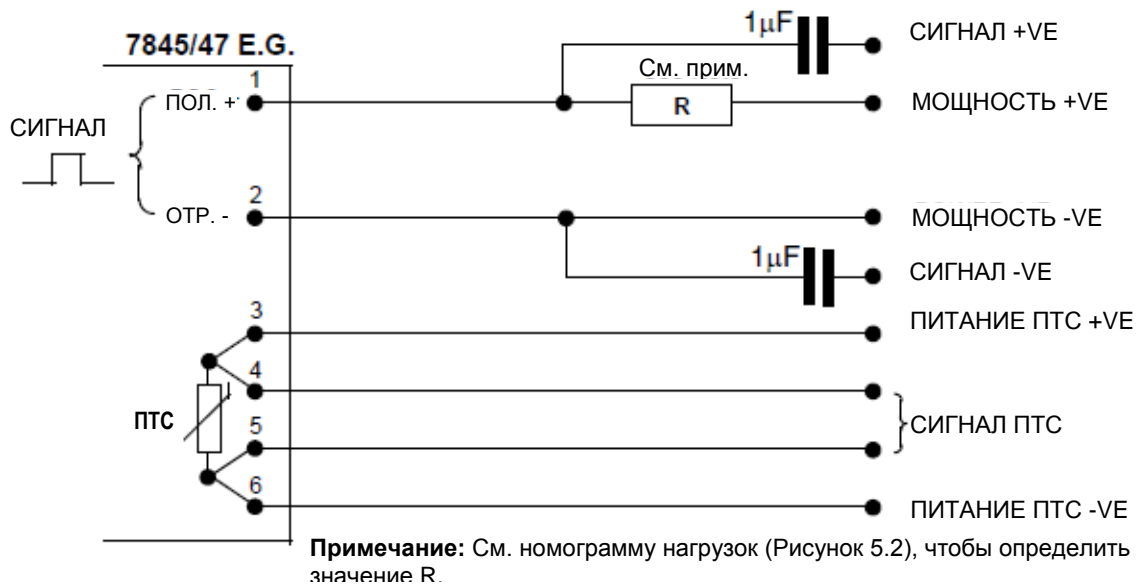 1μF
СИГНАЛ +VE
7845/47 E.G.
См. прим.
1
ПОЛ. +
R
МОЩНОСТЬ +VE
СИГНАЛ
2
ОТР. -
МОЩНОСТЬ -VE
1μF
СИГНАЛ -VE
3
ПИТАНИЕ ПТС +VE
4
ПТС
5
СИГНАЛ ПТС
6
ПИТАНИЕ ПТС -VE
Примечание: См. номограмму нагрузок (Рисунок 5.2), чтобы определить
значение R.